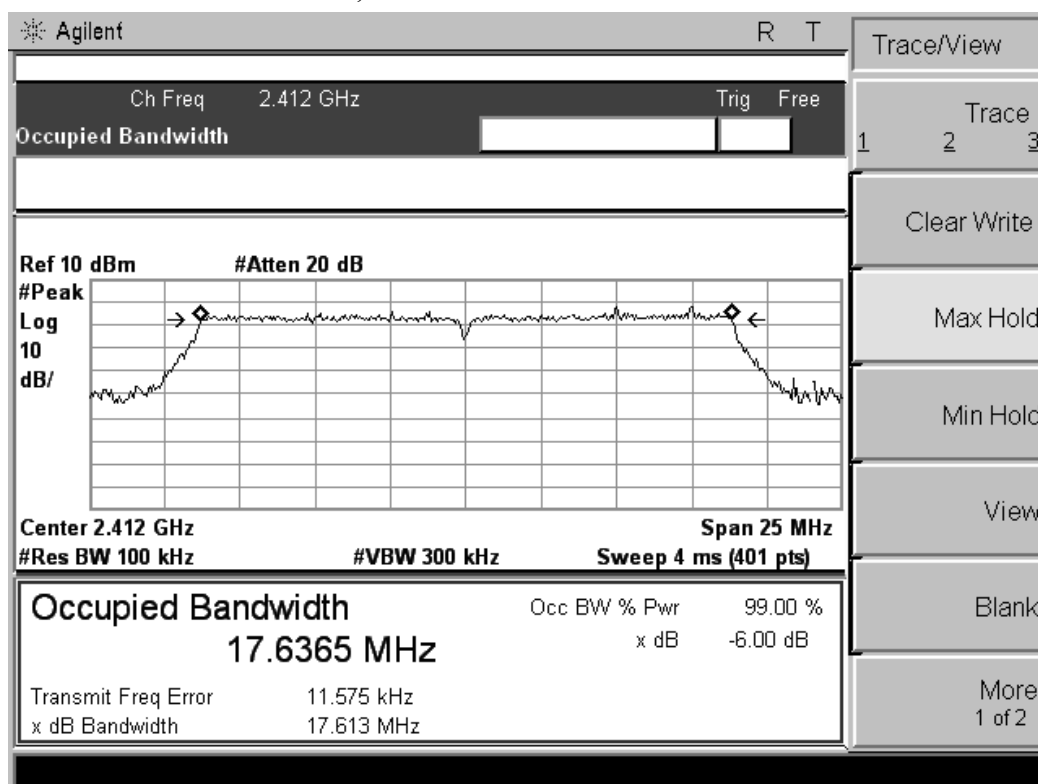 Agilent R T
Ch Freq 2.412 GHz Trig Free
Occupied Bandwidth
Ref 10 dBm #Atten 20 dB
#Peak
Log
10
dB/
Center 2.412 GHz Span 25 MHz
#Res BW 100 kHz #VBW 300 kHz Sweep 4 ms (401 pts)
Occupied Bandwidth
17.6365 MHz
Occ BW % Pwr 99.00 %
x dB -6.00 dB
Transmit Freq Error 11.575 kHz
x dB Bandwidth 17.613 MHz
Trace/View
Trace
1 2 3
Clear Write
Max Hold
Min Hold
View
Blank
More
1 of 2